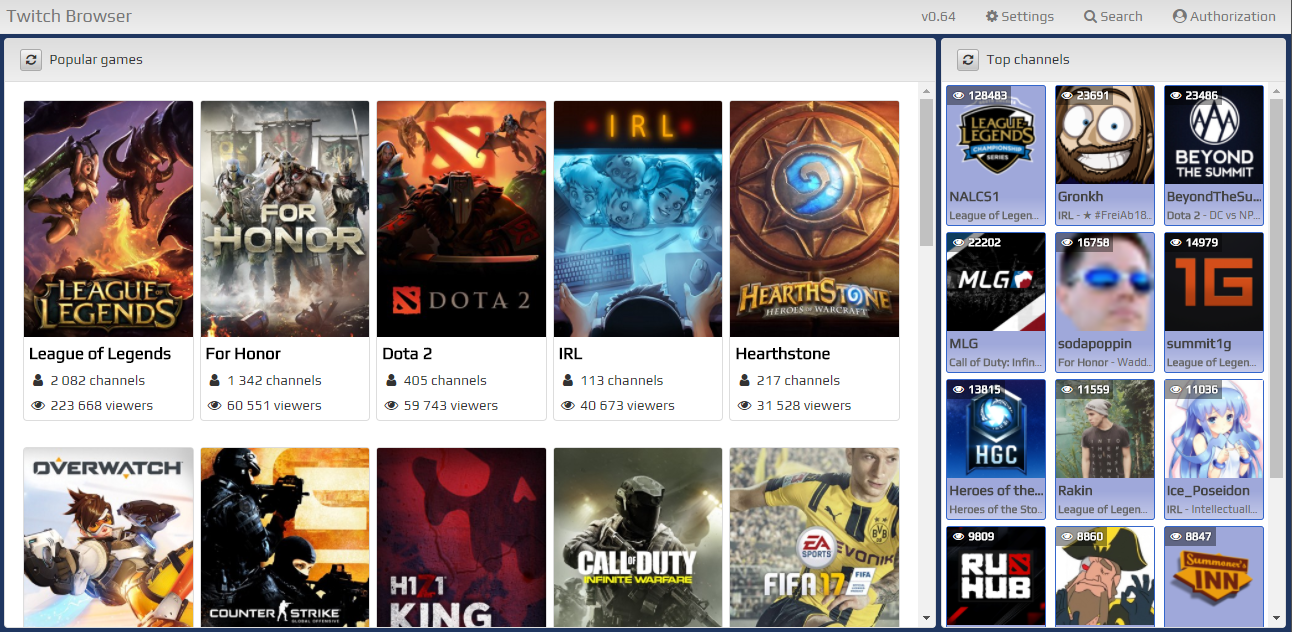 Twitch Browser
v0.64
Settings
Search
Authorization
Popular games
LEAGUE OF LEGENDS
FOR HONOR
DOTA 2
IRL
HEARTHSTONE
HEROES OF WARCRAFT
League of Legends
2 082 channels
223 668 viewers
For Honor
1 342 channels
60 551 viewers
Dota 2
405 channels
59 743 viewers
IRL
113 channels
40 673 viewers
Hearthstone
217 channels
31 528 viewers
OVERWATCH
COUNTER STRIKE
GLOBAL OFFENSIVE
H1Z1
KING
CALL OF DUTY
INFINITE WARFARE
EA
SPORTS
EVONIK
BVB
09
FIFA 17
FIFA
Top channels
128483
LEAGUE OF LEGENDS
CHAMPIONSHIP
SERIES
NALCS1
League of Legen...
23691
Gronkh
IRL - ★ #FreiAb18...
23486
BEYOND
THE SUMMIT
BeyondTheSu...
Dota 2 - DC vs NP...
22202
MLG
MLG
Call of Duty: Infin...
16758
sodapoppin
For Honor - Wadd...
14979
1G
summit1g
League of Legen...
13815
HGC
Heroes of the...
Heroes of the Sto...
11559
Rakin
League of Legen...
11036
Ice_Poseidon
IRL - Intellectuall...
9809
RU
HUB
8860
8847
Summoner's
INN